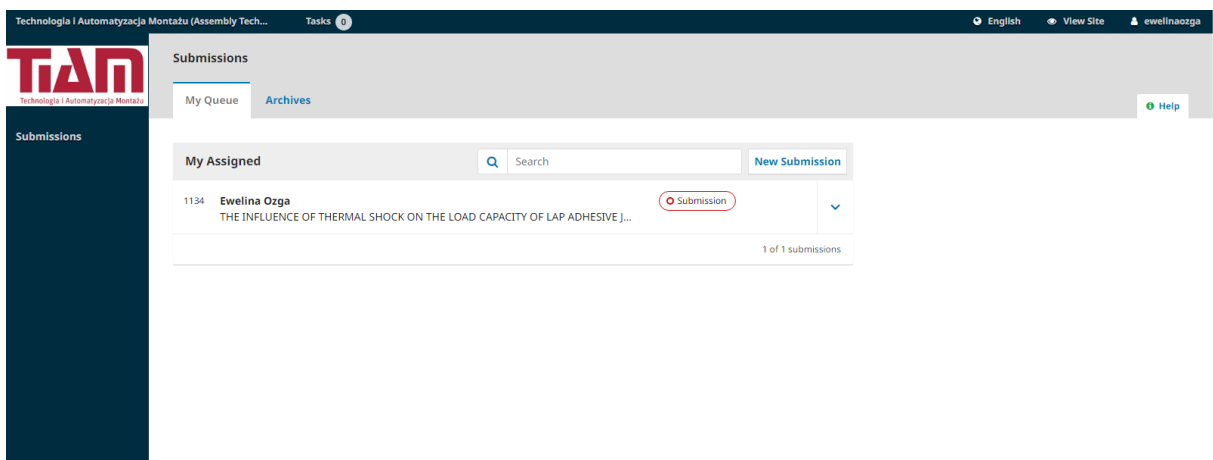 Technologia i Automatyzacja Montażu (Assembly Tech... Tasks 0 English View Site ewelinaozga
TiAM
Technologia i Automatyzacja Montażu
Submissions
Submissions
My Queue Archives Help
My Assigned Search New Submission
1134 Ewelina Ozga Submission
THE INFLUENCE OF THERMAL SHOCK ON THE LOAD CAPACITY OF LAP ADHESIVE J...
1 of 1 submissions